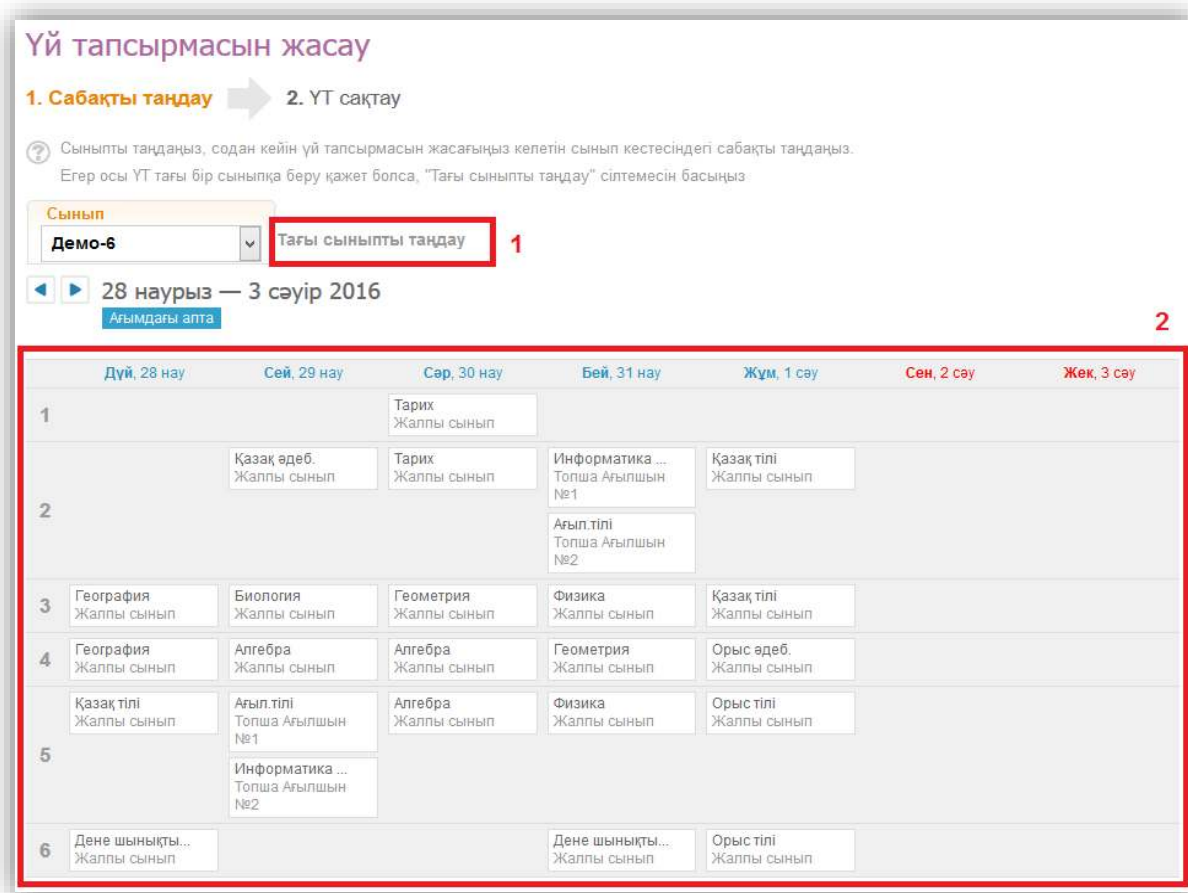 Үй тапсырмасын жасау
1. Сабақты таңдау 2. ҮТ сақтау
Сыныпты таңдаңыз, содан кейін үй тапсырмасын жасағыңыз келетін сынып кестесіндегі сабақты таңдаңыз.
Егер осы ҮТ тағы бір сыныпқа беру қажет болса, "Тағы сыныпты таңдау" сілтемесін басыңыз
Сынып
Демо-6 Тағы сыныпты таңдау 1
28 наурыз — 3 сәуір 2016
Ағымдағы апта
2
Дүй, 28 нау Сей, 29 нау Сәр, 30 нау Бей, 31 нау Жұм, 1 сәу Сен, 2 сәу Жек, 3 сәу
1 Тарих
Жалпы сынып
2
Қазақ әдеб. Тарих Информатика ... Қазақ тілі
Жалпы сынып Жалпы сынып Топша Ағылшын Жалпы сынып
№1
Ағыл.тілі
Топша Ағылшын
№2
3
География Биология Геометрия Физика Қазақ тілі
Жалпы сынып Жалпы сынып Жалпы сынып Жалпы сынып Жалпы сынып
4
География Алгебра Алгебра Геометрия Орыс әдеб.
Жалпы сынып Жалпы сынып Жалпы сынып Жалпы сынып Жалпы сынып
5
Қазақ тілі Ағыл.тілі Алгебра Физика Орыс тілі
Жалпы сынып Топша Ағылшын Жалпы сынып Жалпы сынып Жалпы сынып
№1
Информатика ...
Топша Ағылшын
№2
6
Дене шынықты... Дене шынықты... Орыс тілі
Жалпы сынып Жалпы сынып Жалпы сынып